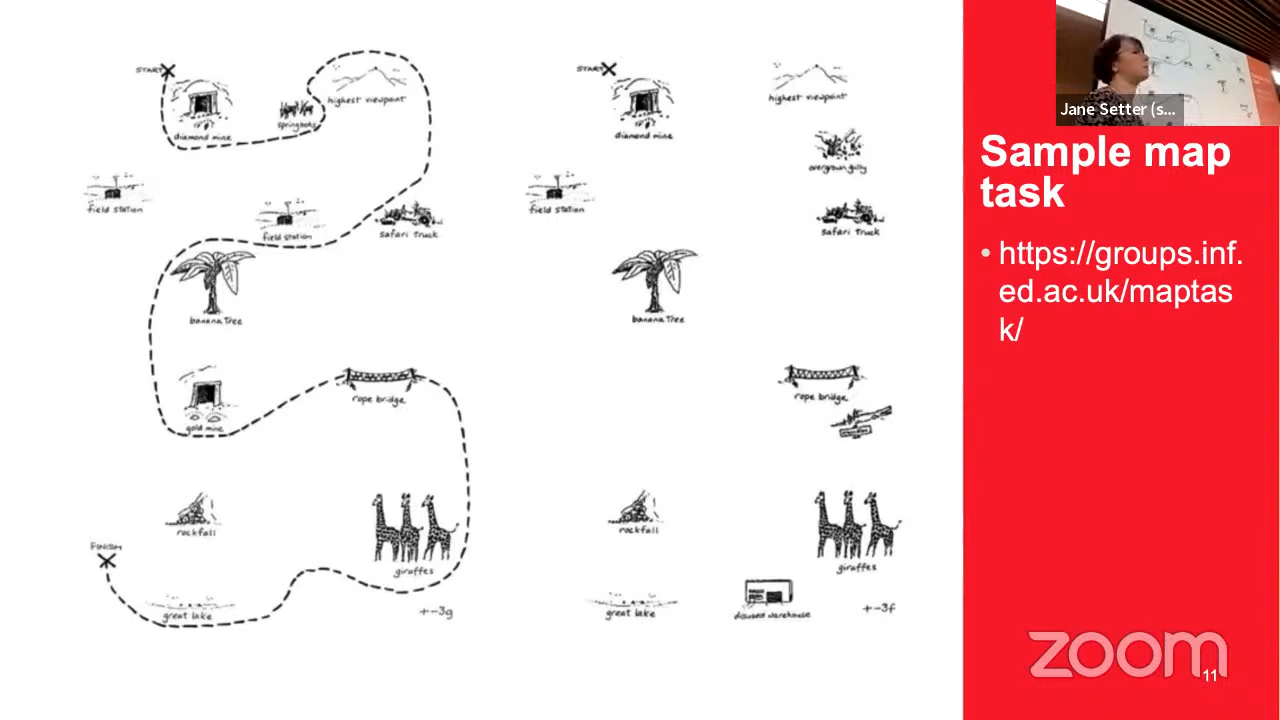 START
diamond mine
springboks
highest viewpoint
field station
field station
safari truck
banana tree
gold mine
rope bridge
rockfall
FINISH
giraffes
great lake
+-3g
START
diamond mine
highest viewpoint
overgrown gully
field station
safari truck
banana tree
rope bridge
rockfall
giraffes
great lake
disused warehouse
+-3f
Jane Setter (s...
Sample map
task
• https://groups.inf.
ed.ac.uk/maptas
k/
zoom
11